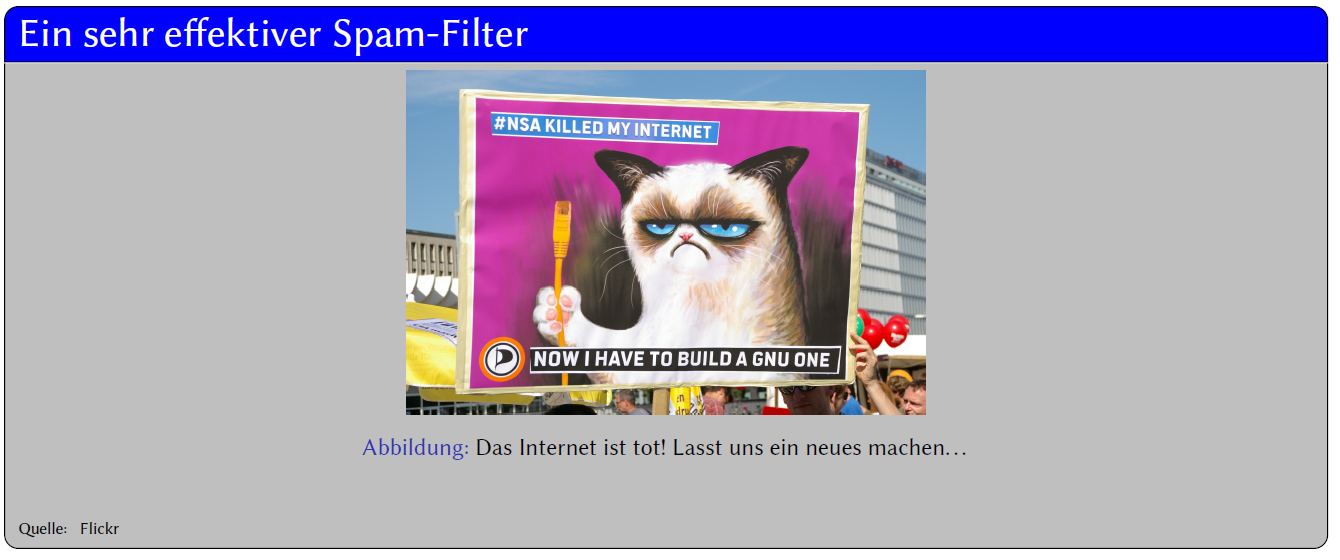 Ein sehr effektiver Spam-Filter
#NSA KILLED MY INTERNET
NOW I HAVE TO BUILD A GNU ONE
Abbildung: Das Internet ist tot! Lasst uns ein neues machen…
Quelle: Flickr